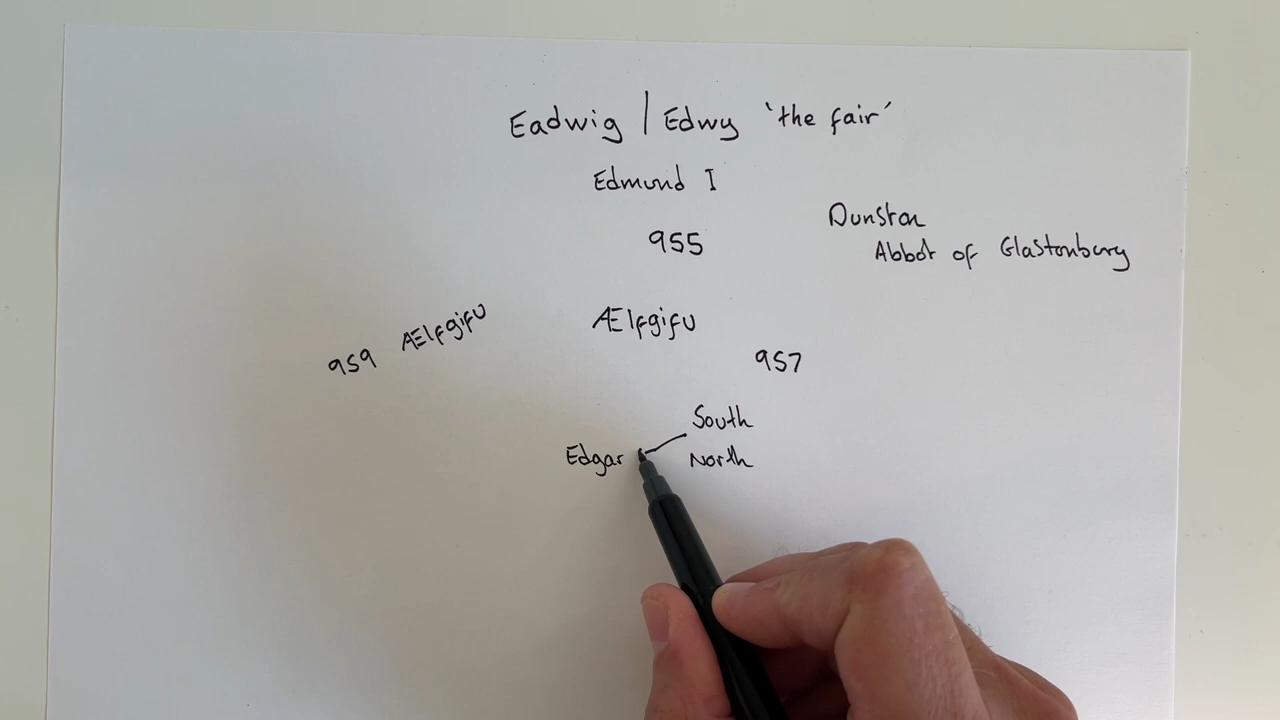 Eadwig | Edwy 'the fair'
Edmund I
Dunstan
955
Abbot of Glastonbury
Ælfgifu
Ælfgifu
959
957
South
Edgar
North